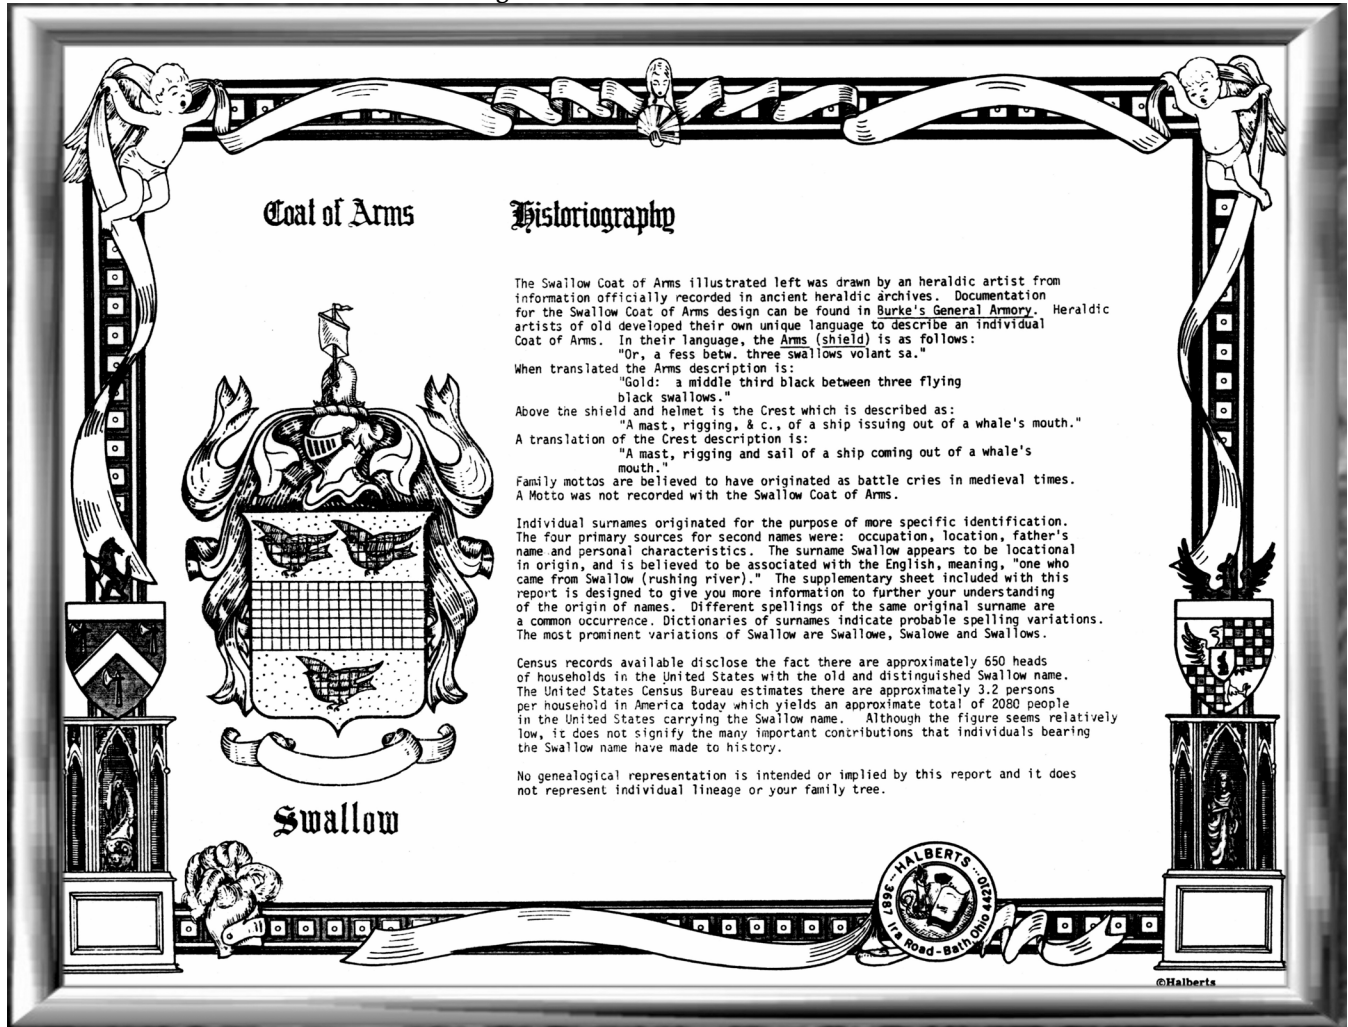 Coat of Arms
Historiography
The Swallow Coat of Arms illustrated left was drawn by an heraldic artist from
information officially recorded in ancient heraldic archives.  Documentation
for the Swallow Coat of Arms design can be found in Burke's General Armory.  Heraldic
artists of old developed their own unique language to describe an individual
Coat of Arms.  In their language, the Arms (shield) is as follows:
"Or, a fess betw. three swallows volant sa."
When translated the Arms description is:
"Gold:  a middle third black between three flying
black swallows."
Above the shield and helmet is the Crest which is described as:
"A mast, rigging, & c., of a ship issuing out of a whale's mouth."
A translation of the Crest description is:
"A mast, rigging and sail of a ship coming out of a whale's
mouth."
Family mottos are believed to have originated as battle cries in medieval times.
A Motto was not recorded with the Swallow Coat of Arms.
Individual surnames originated for the purpose of more specific identification.
The four primary sources for second names were:  occupation, location, father's
name and personal characteristics.  The surname Swallow appears to be locational
in origin, and is believed to be associated with the English, meaning, "one who
came from Swallow (rushing river)."  The supplementary sheet included with this
report is designed to give you more information to further your understanding
of the origin of names.  Different spellings of the same original surname are
a common occurrence. Dictionaries of surnames indicate probable spelling variations.
The most prominent variations of Swallow are Swallowe, Swalowe and Swallows.
Census records available disclose the fact there are approximately 650 heads
of households in the United States with the old and distinguished Swallow name.
The United States Census Bureau estimates there are approximately 3.2 persons
per household in America today which yields an approximate total of 2080 people
in the United States carrying the Swallow name.  Although the figure seems relatively
low, it does not signify the many important contributions that individuals bearing
the Swallow name have made to history.
No genealogical representation is intended or implied by this report and it does
not represent individual lineage or your family tree.
Swallow
HALBERTS
3687 Ira Road-Bath, Ohio 44210
©Halberts